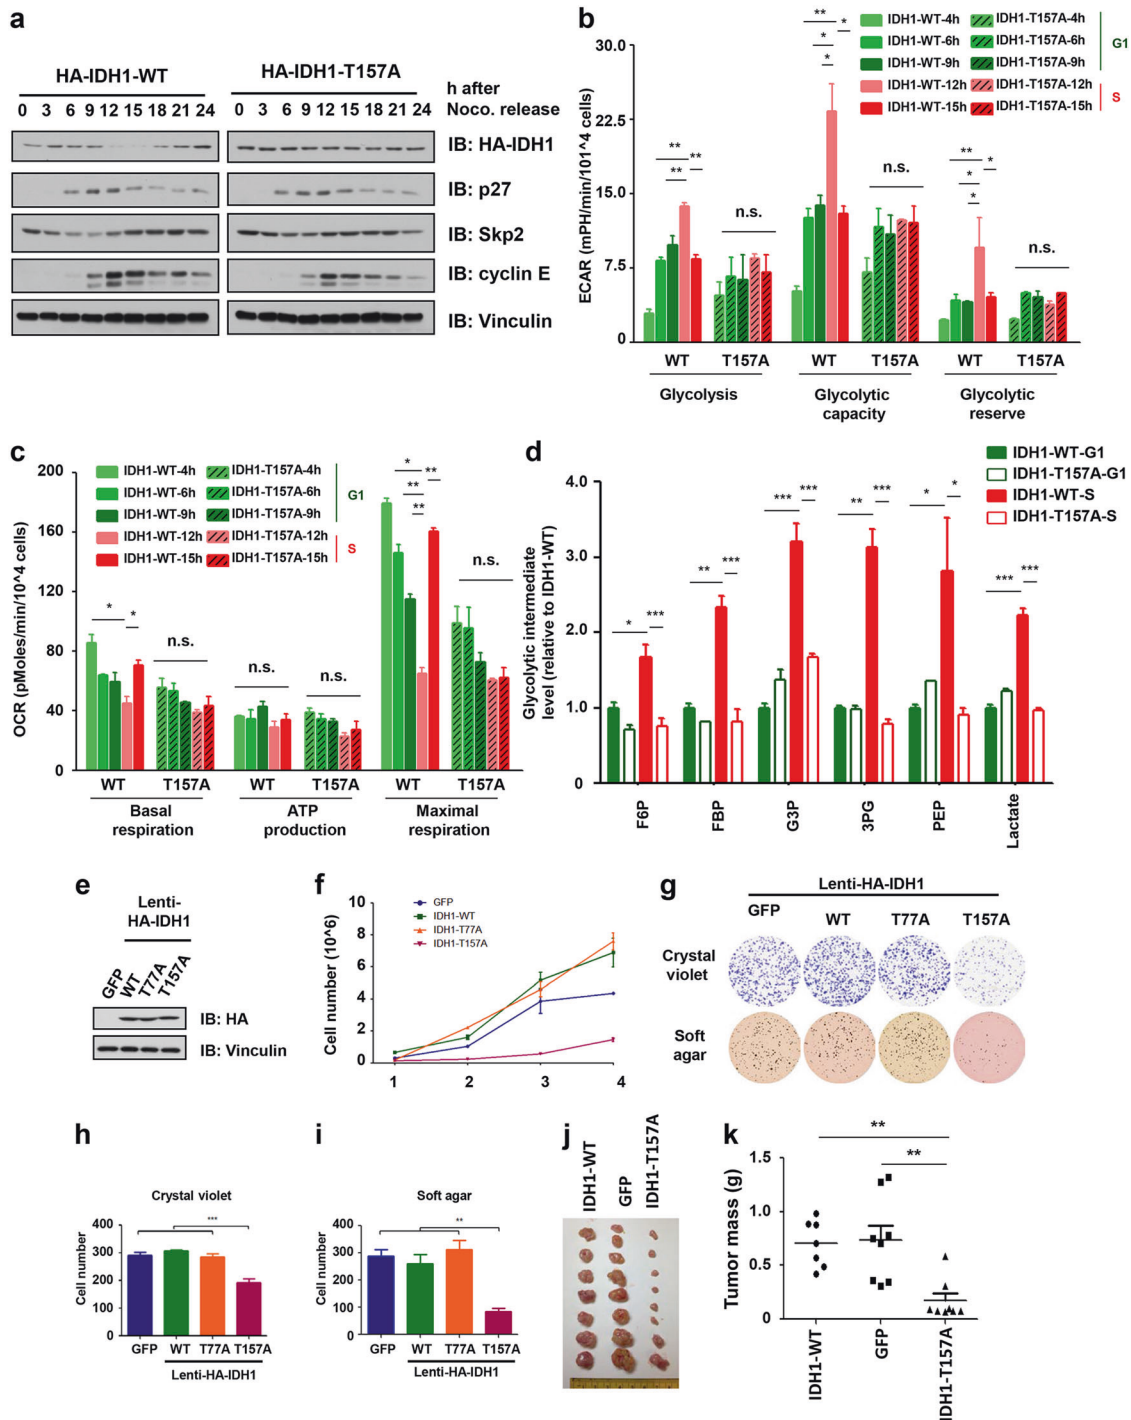 a
HA-IDH1-WT
HA-IDH1-T157A
h after
Noco. release
0 3 6 9 12 15 18 21 24
0 3 6 9 12 15 18 21 24
IB: HA-IDH1
IB: p27
IB: Skp2
IB: cyclin E
IB: Vinculin
b
IDH1-WT-4h
IDH1-T157A-4h
IDH1-WT-6h
IDH1-T157A-6h
G1
IDH1-WT-9h
IDH1-T157A-9h
IDH1-WT-12h
IDH1-T157A-12h
S
IDH1-WT-15h
IDH1-T157A-15h
ECAR (mPH/min/101^4 cells)
30.0
22.5
15.0
7.5
0
** * * *
** ** **
n.s.
n.s.
** * * *
n.s.
WT T157A WT T157A WT T157A
Glycolysis
Glycolytic
capacity
Glycolytic
reserve
c
IDH1-WT-4h
IDH1-T157A-4h
IDH1-WT-6h
IDH1-T157A-6h
G1
IDH1-WT-9h
IDH1-T157A-9h
IDH1-WT-12h
IDH1-T157A-12h
S
IDH1-WT-15h
IDH1-T157A-15h
OCR (pMoles/min/10^4 cells)
200
160
120
80
40
0
* *
n.s.
n.s.
n.s.
* ** ** **
n.s.
WT T157A WT T157A WT T157A
Basal
respiration
ATP
production
Maximal
respiration
d
IDH1-WT-G1
IDH1-T157A-G1
IDH1-WT-S
IDH1-T157A-S
Glycolytic intermediate
level (relative to IDH1-WT)
4.0
3.0
2.0
1.0
0
* ***
** ***
*** ***
** ***
* *
*** ***
F6P
FBP
G3P
3PG
PEP
Lactate
e
Lenti-
HA-IDH1
GFP
WT
T77A
T157A
IB: HA
IB: Vinculin
f
GFP
IDH1-WT
IDH1-T77A
IDH1-T157A
Cell number (10^6)
10
8
6
4
2
0
1 2 3 4
g
Lenti-HA-IDH1
GFP WT T77A T157A
Crystal
violet
Soft
agar
h
Crystal violet
Cell number
400
300
200
100
0
***
GFP WT T77A T157A
Lenti-HA-IDH1
i
Soft agar
Cell number
400
300
200
100
0
**
GFP WT T77A T157A
Lenti-HA-IDH1
j
IDH1-WT
GFP
IDH1-T157A
k
Tumor mass (g)
1.5
1.0
0.5
0
**
**
IDH1-WT
GFP
IDH1-T157A